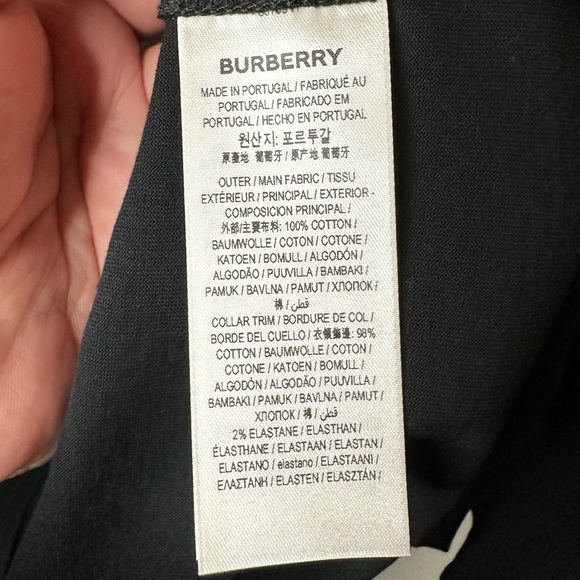 BURBERRY
MADE IN PORTUGAL / FABRIQUÉ AU
PORTUGAL / FABRICADO EM
PORTUGAL / HECHO EN PORTUGAL
원산지: 포르투갈
原產地 葡萄牙 / 原产地 葡萄牙
OUTER / MAIN FABRIC / TISSU
EXTÉRIEUR / PRINCIPAL / EXTERIOR -
COMPOSICION PRINCIPAL /
外部/主要布料: 100% COTTON /
BAUMWOLLE / COTON / COTONE /
KATOEN / BOMULL / ALGODÓN /
ALGODÃO / PUUVILLA / BAMBAKI /
PAMUK / BAVLNA / PAMUT / ХЛОПОК /
棉 / قطن /
COLLAR TRIM / BORDURE DE COL /
BORDE DEL CUELLO / 衣領飾邊: 98%
COTTON / BAUMWOLLE / COTON /
COTONE / KATOEN / BOMULL /
ALGODÓN / ALGODÃO / PUUVILLA /
BAMBAKI / PAMUK / BAVLNA / PAMUT /
ХЛОПОК / 棉 / قطن /
2% ELASTANE / ELASTHAN /
ÉLASTHANE / ELASTAAN / ELASTAN /
ELASTANO / elastano / ELASTAANI /
ΕΛΑΣΤΑΝΗ / ELASTEN / ELASZTÁN /